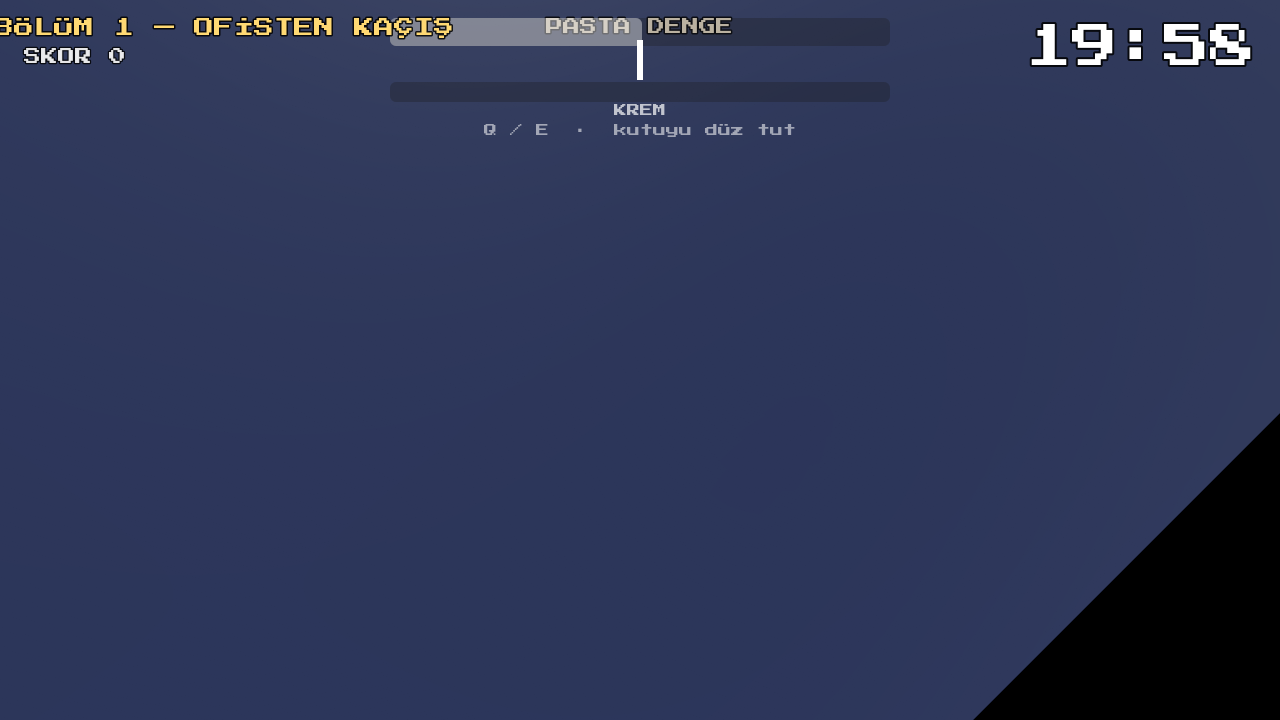 BÖLÜM 1 — OFİSTEN KAÇIŞ
SKOR 0
PASTA DENGE
19:58
KREM
Q / E · kutuyu düz tut